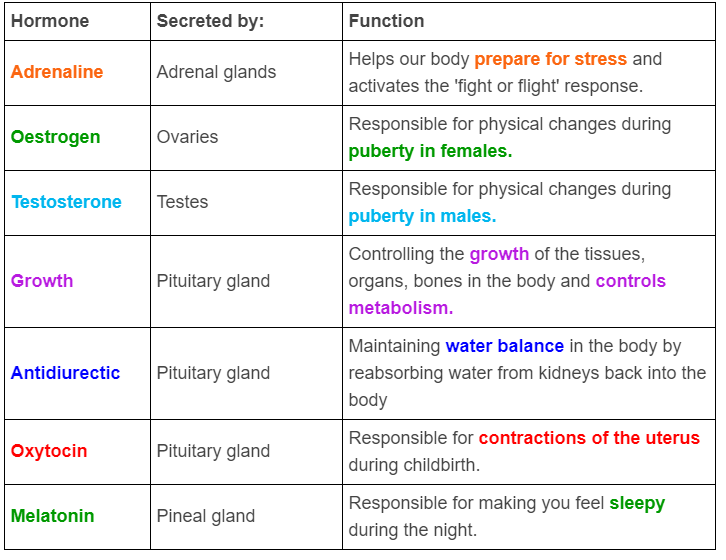 Hormone Secreted by: Function
Adrenaline Adrenal glands Helps our body prepare for stress and
activates the 'fight or flight' response.
Oestrogen Ovaries Responsible for physical changes during
puberty in females.
Testosterone Testes Responsible for physical changes during
puberty in males.
Growth Pituitary gland Controlling the growth of the tissues,
organs, bones in the body and controls
metabolism.
Antidiurectic Pituitary gland Maintaining water balance in the body by
reabsorbing water from kidneys back into the
body
Oxytocin Pituitary gland Responsible for contractions of the uterus
during childbirth.
Melatonin Pineal gland Responsible for making you feel sleepy
during the night.